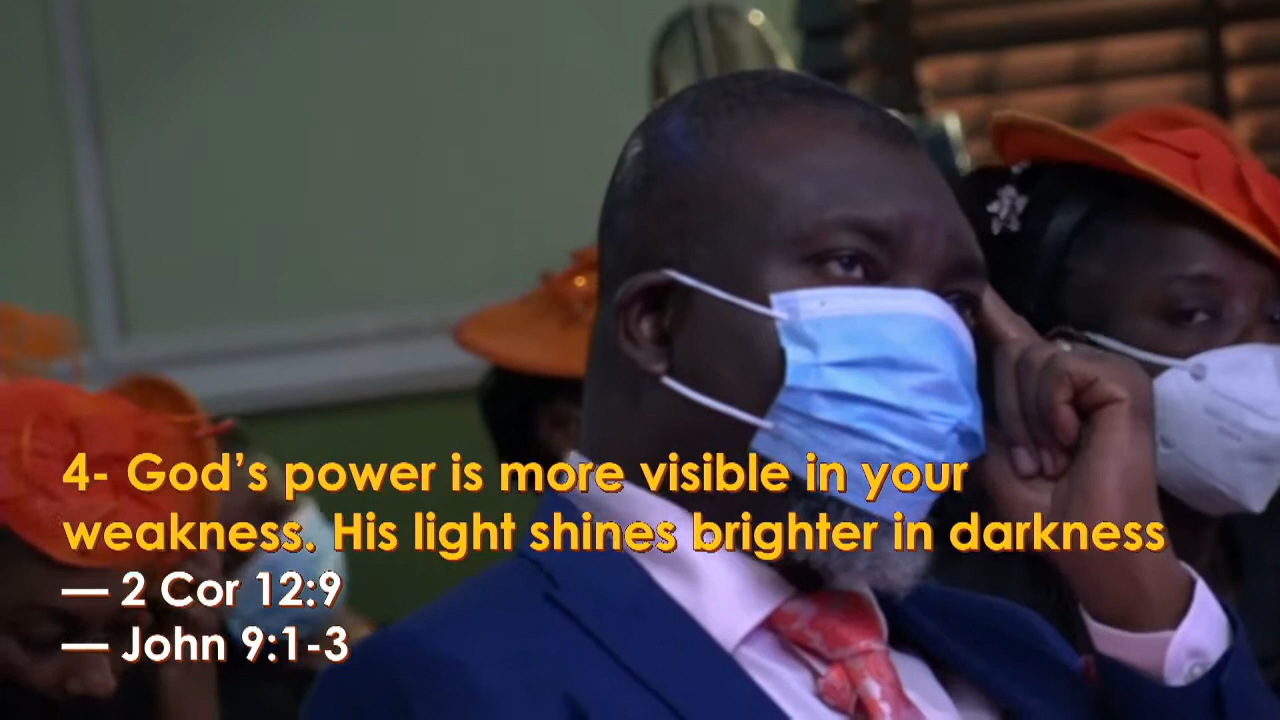 4- God’s power is more visible in your
weakness. His light shines brighter in darkness
— 2 Cor 12:9
— John 9:1-3